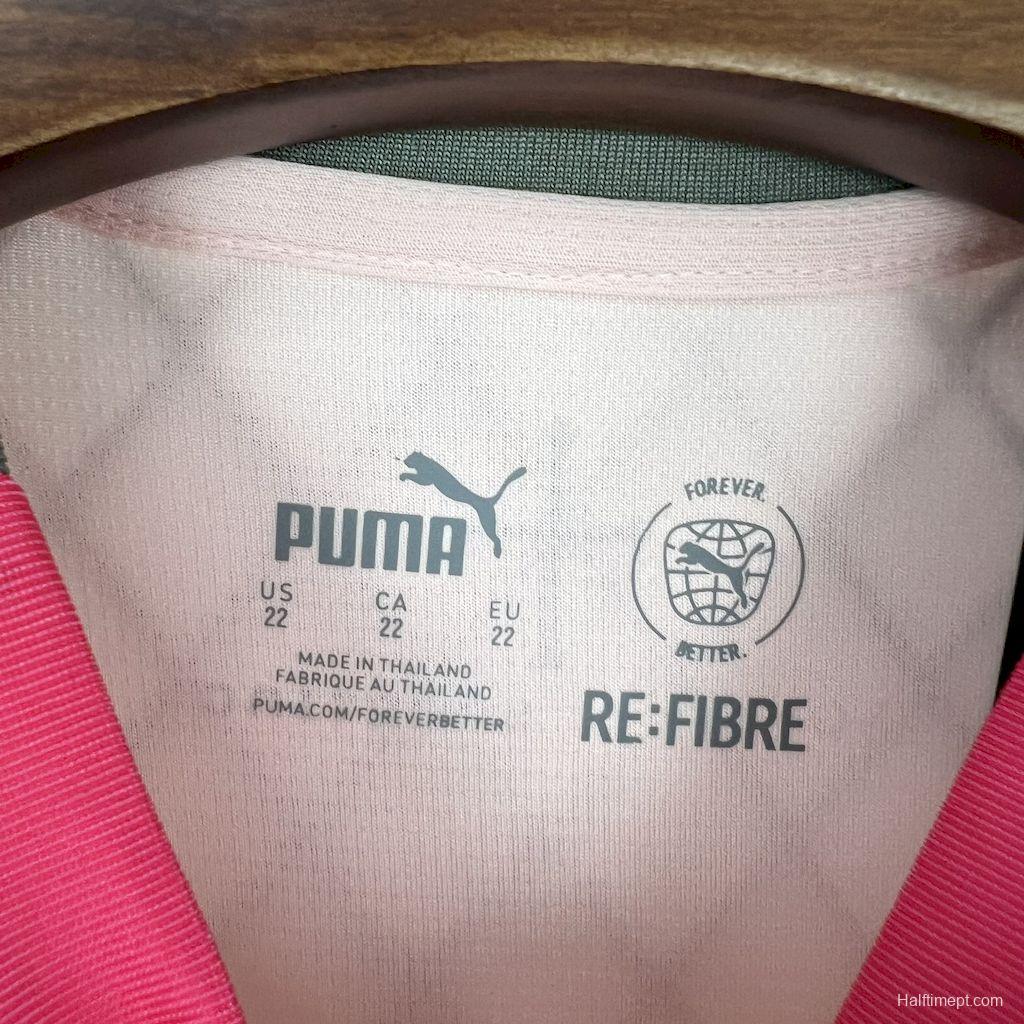 PUMA
US CA EU
22 22 22
MADE IN THAILAND
FABRIQUE AU THAILAND
PUMA.COM/FOREVERBETTER
FOREVER.
BETTER.
RE:FIBRE
Halftimept.com